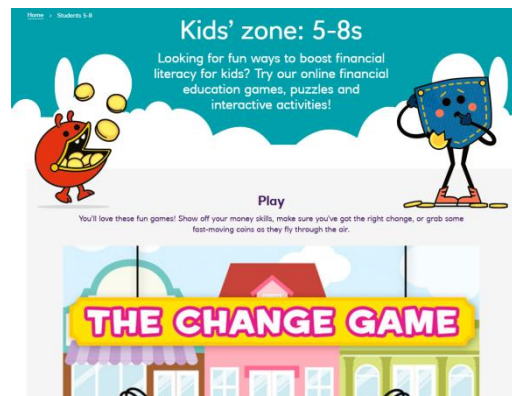 Home > Students 5-8
Kids' zone: 5-8s
Looking for fun ways to boost financial
literacy for kids? Try our online financial
education games, puzzles and
interactive activities!
Play
You'll love these fun games! Show off your money skills, make sure you've got the right change, or grab some
fast-moving coins as they fly through the air.
THE CHANGE GAME